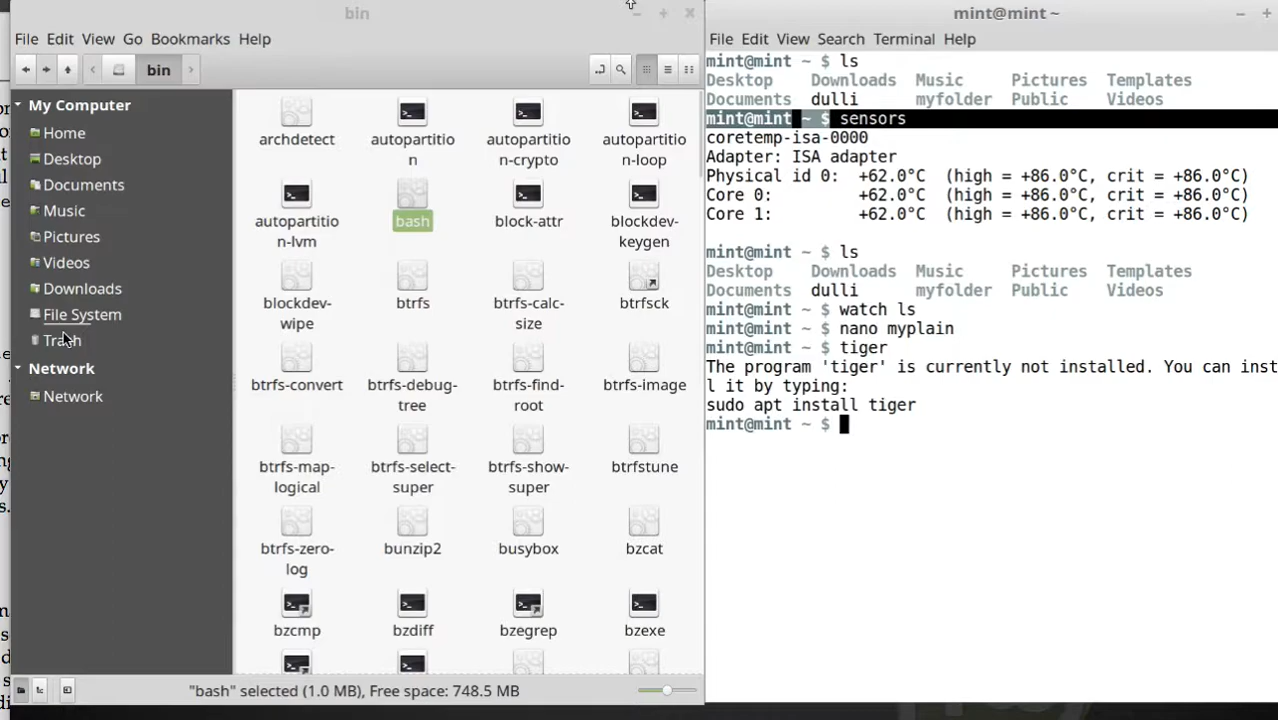 bin
File Edit View Go Bookmarks Help
bin
My Computer
Home
Desktop
Documents
Music
Pictures
Videos
Downloads
File System
Trash
Network
Network
archdetect
autopartitio
n
autopartitio
n-crypto
autopartitio
n-loop
autopartitio
n-lvm
bash
block-attr
blockdev-
keygen
blockdev-
wipe
btrfs
btrfs-calc-
size
btrfsck
btrfs-convert
btrfs-debug-
tree
btrfs-find-
root
btrfs-image
btrfs-map-
logical
btrfs-select-
super
btrfs-show-
super
btrfstune
btrfs-zero-
log
bunzip2
busybox
bzcat
bzcmp
bzdiff
bzegrep
bzexe
"bash" selected (1.0 MB), Free space: 748.5 MB
mint@mint ~
File Edit View Search Terminal Help
mint@mint ~ $ ls
Desktop Downloads Music Pictures Templates
Documents dulli myfolder Public Videos
mint@mint ~ $ sensors
coretemp-isa-0000
Adapter: ISA adapter
Physical id 0: +62.0°C (high = +86.0°C, crit = +86.0°C)
Core 0: +62.0°C (high = +86.0°C, crit = +86.0°C)
Core 1: +62.0°C (high = +86.0°C, crit = +86.0°C)
mint@mint ~ $ ls
Desktop Downloads Music Pictures Templates
Documents dulli myfolder Public Videos
mint@mint ~ $ watch ls
mint@mint ~ $ nano myplain
mint@mint ~ $ tiger
The program 'tiger' is currently not installed. You can inst
l it by typing:
sudo apt install tiger
mint@mint ~ $